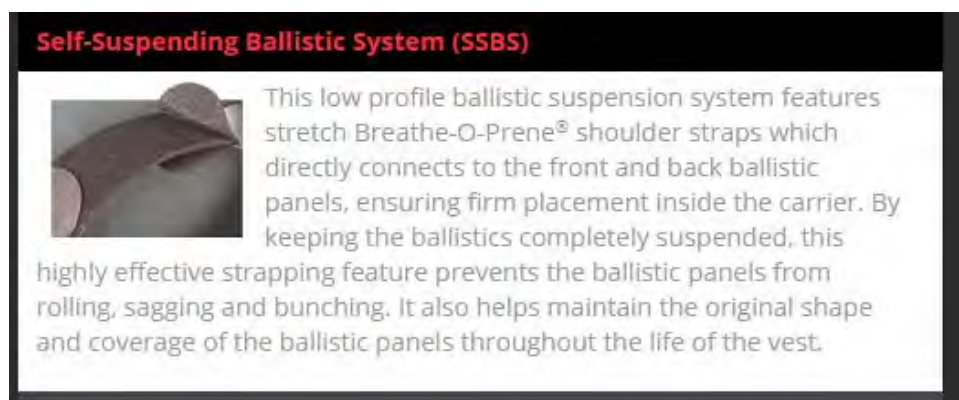 Self-Suspending Ballistic System (SSBS)
This low profile ballistic suspension system features
stretch Breathe-O-Prene® shoulder straps which
directly connects to the front and back ballistic
panels, ensuring firm placement inside the carrier. By
keeping the ballistics completely suspended, this
highly effective strapping feature prevents the ballistic panels from
rolling, sagging and bunching. It also helps maintain the original shape
and coverage of the ballistic panels throughout the life of the vest.